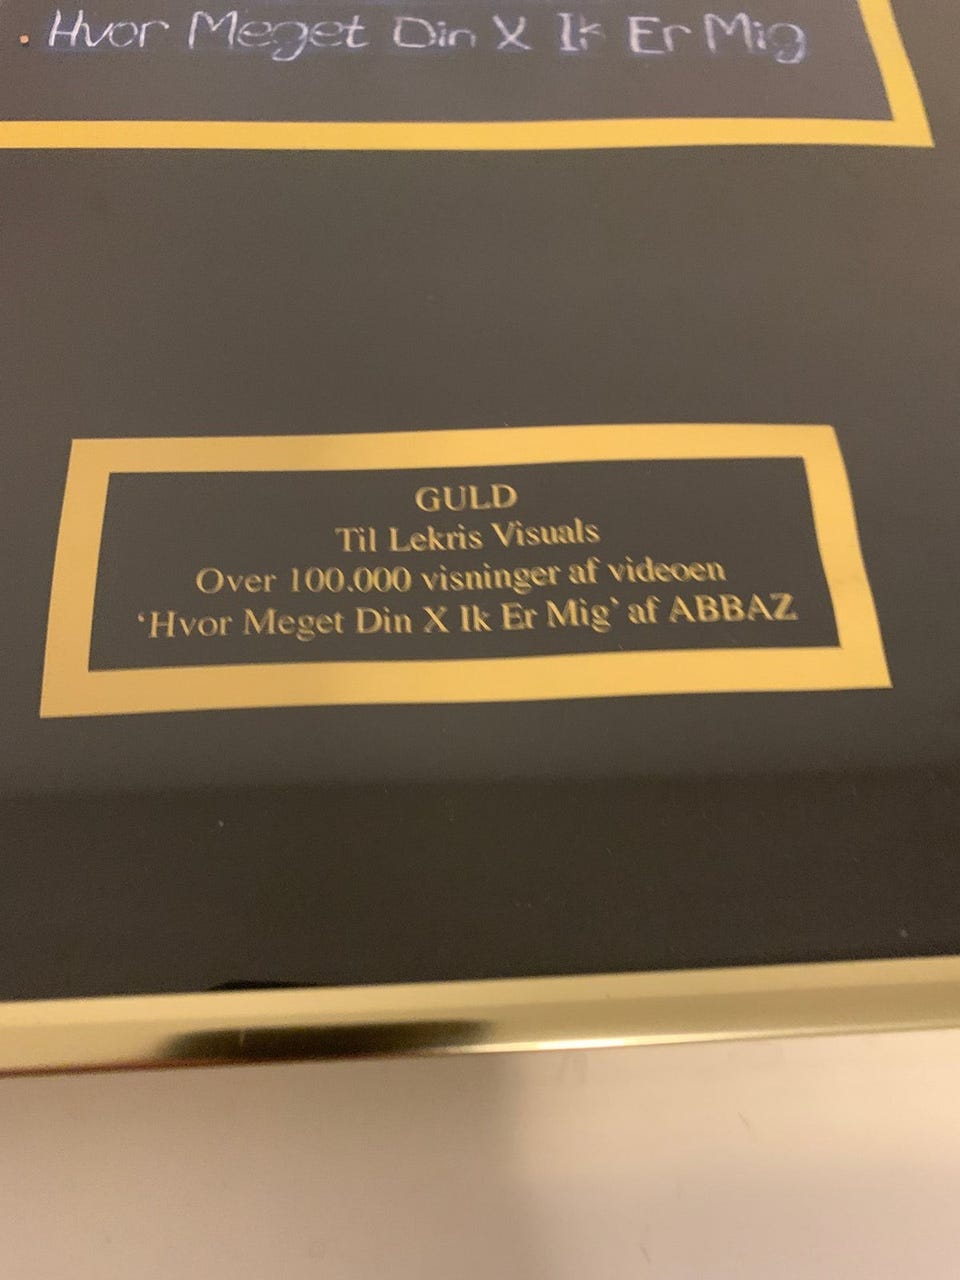 . Hvor Meget Din X Ik Er Mig
GULD
Til Lekris Visuals
Over 100.000 visninger af videoen
‘Hvor Meget Din X Ik Er Mig’ af ABBAZ